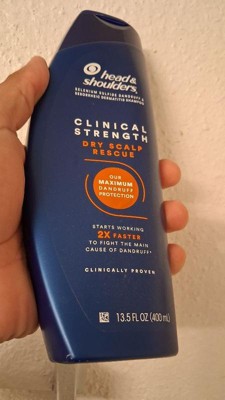 head&
shoulders
SELENIUM SULFIDE DANDRUFF &
SEBORRHEIC DERMATITIS SHAMPOO
CLINICAL
STRENGTH
DRY SCALP
RESCUE
OUR
MAXIMUM
DANDRUFF
PROTECTION
STARTS WORKING
2X FASTER
TO FIGHT THE MAIN
CAUSE OF DANDRUFF*
CLINICALLY PROVEN
13.5 FL OZ (400 mL)